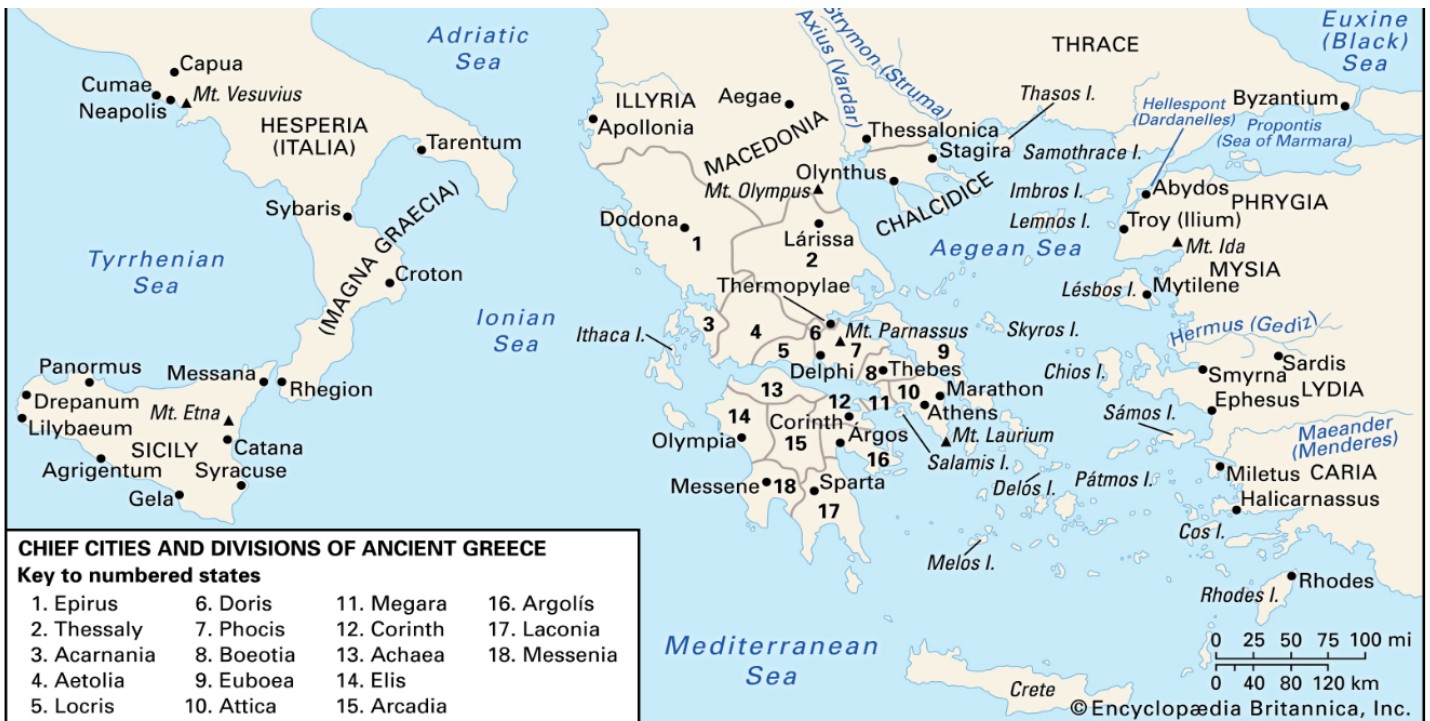 Adriatic
Sea
Capua
Cumae
Neapolis
Mt. Vesuvius
HESPERIA
(ITALIA)
Tarentum
Sybaris
(MAGNA GRAECIA)
Croton
Tyrrhenian
Sea
Ionian
Sea
Panormus
Messana
Rhegion
Drepanum
Lilybaeum
Mt. Etna
SICILY
Catana
Agrigentum
Syracuse
Gela
ILLYRIA
Apollonia
Aegae
MACEDONIA
Axius (Vardar)
Strymon (Struma)
THRACE
Euxine
(Black)
Sea
Thasos I.
Hellespont
(Dardanelles)
Byzantium
Propontis
(Sea of Marmara)
Thessalonica
Stagira
Samothrace I.
Olynthus
Mt. Olympus
CHALCIDICE
Imbros I.
Abydos
PHRYGIA
Lemnos I.
Troy (Ilium)
Mt. Ida
Dodona
1
Lárissa
2
Aegean Sea
MYSIA
Thermopylae
Lésbos I.
Mytilene
Ithaca I.
3
4
5
6
Mt. Parnassus
7
Delphi
8
Thebes
9
Skyros I.
Hermus (Gediz)
Sardis
Chios I.
Smyrna
LYDIA
Ephesus
10
Marathon
Athens
11
12
13
14
Corinth
Olympia
15
Árgos
16
Mt. Laurium
Salamis I.
Sámos I.
Maeander
(Menderes)
Messene
18
Sparta
17
Delos I.
Pátmos I.
Miletus
CARIA
Halicarnassus
Cos I.
Melos I.
Rhodes I.
Rhodes
Mediterranean
Sea
Crete
0 25 50 75 100 mi
0 40 80 120 km
© Encyclopædia Britannica, Inc.
CHIEF CITIES AND DIVISIONS OF ANCIENT GREECE
Key to numbered states
1. Epirus
2. Thessaly
3. Acarnania
4. Aetolia
5. Locris
6. Doris
7. Phocis
8. Boeotia
9. Euboea
10. Attica
11. Megara
12. Corinth
13. Achaea
14. Elis
15. Arcadia
16. Argolís
17. Laconia
18. Messenia